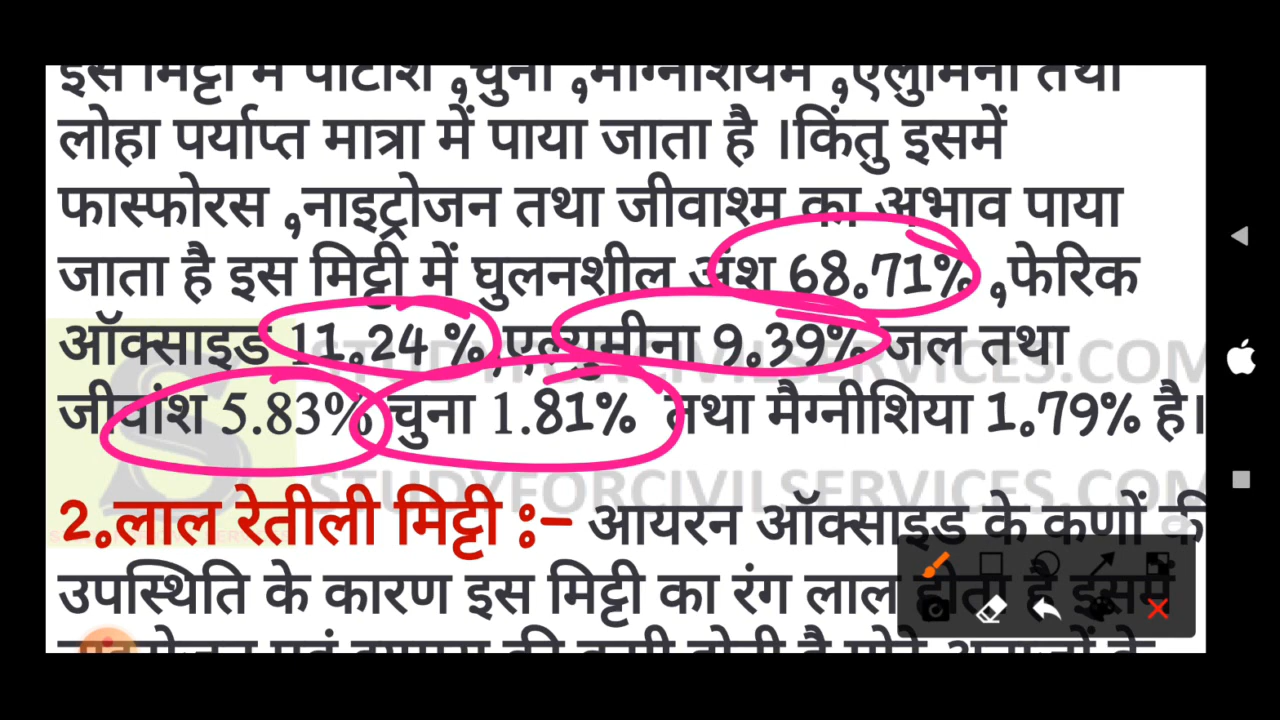 इस मिट्टी में पोटाश ,चुना ,मैग्नीशियम ,एलुमिना तथा
लोहा पर्याप्त मात्रा में पाया जाता है ।किंतु इसमें
फास्फोरस ,नाइट्रोजन तथा जीवाश्म का अभाव पाया
जाता है इस मिट्टी में घुलनशील अंश 68.71% ,फेरिक
ऑक्साइड 11.24 % ,एल्युमीना 9.39% जल तथा
जीवांश 5.83% चुना 1.81% तथा मैग्नीशिया 1.79% है।
STUDYFORCIVILSERVICES.COM
STUDYFORCIVILSERVICES.COM
2.लाल रेतीली मिट्टी :– आयरन ऑक्साइड के कणों की
उपस्थिति के कारण इस मिट्टी का रंग लाल होता है इसमें